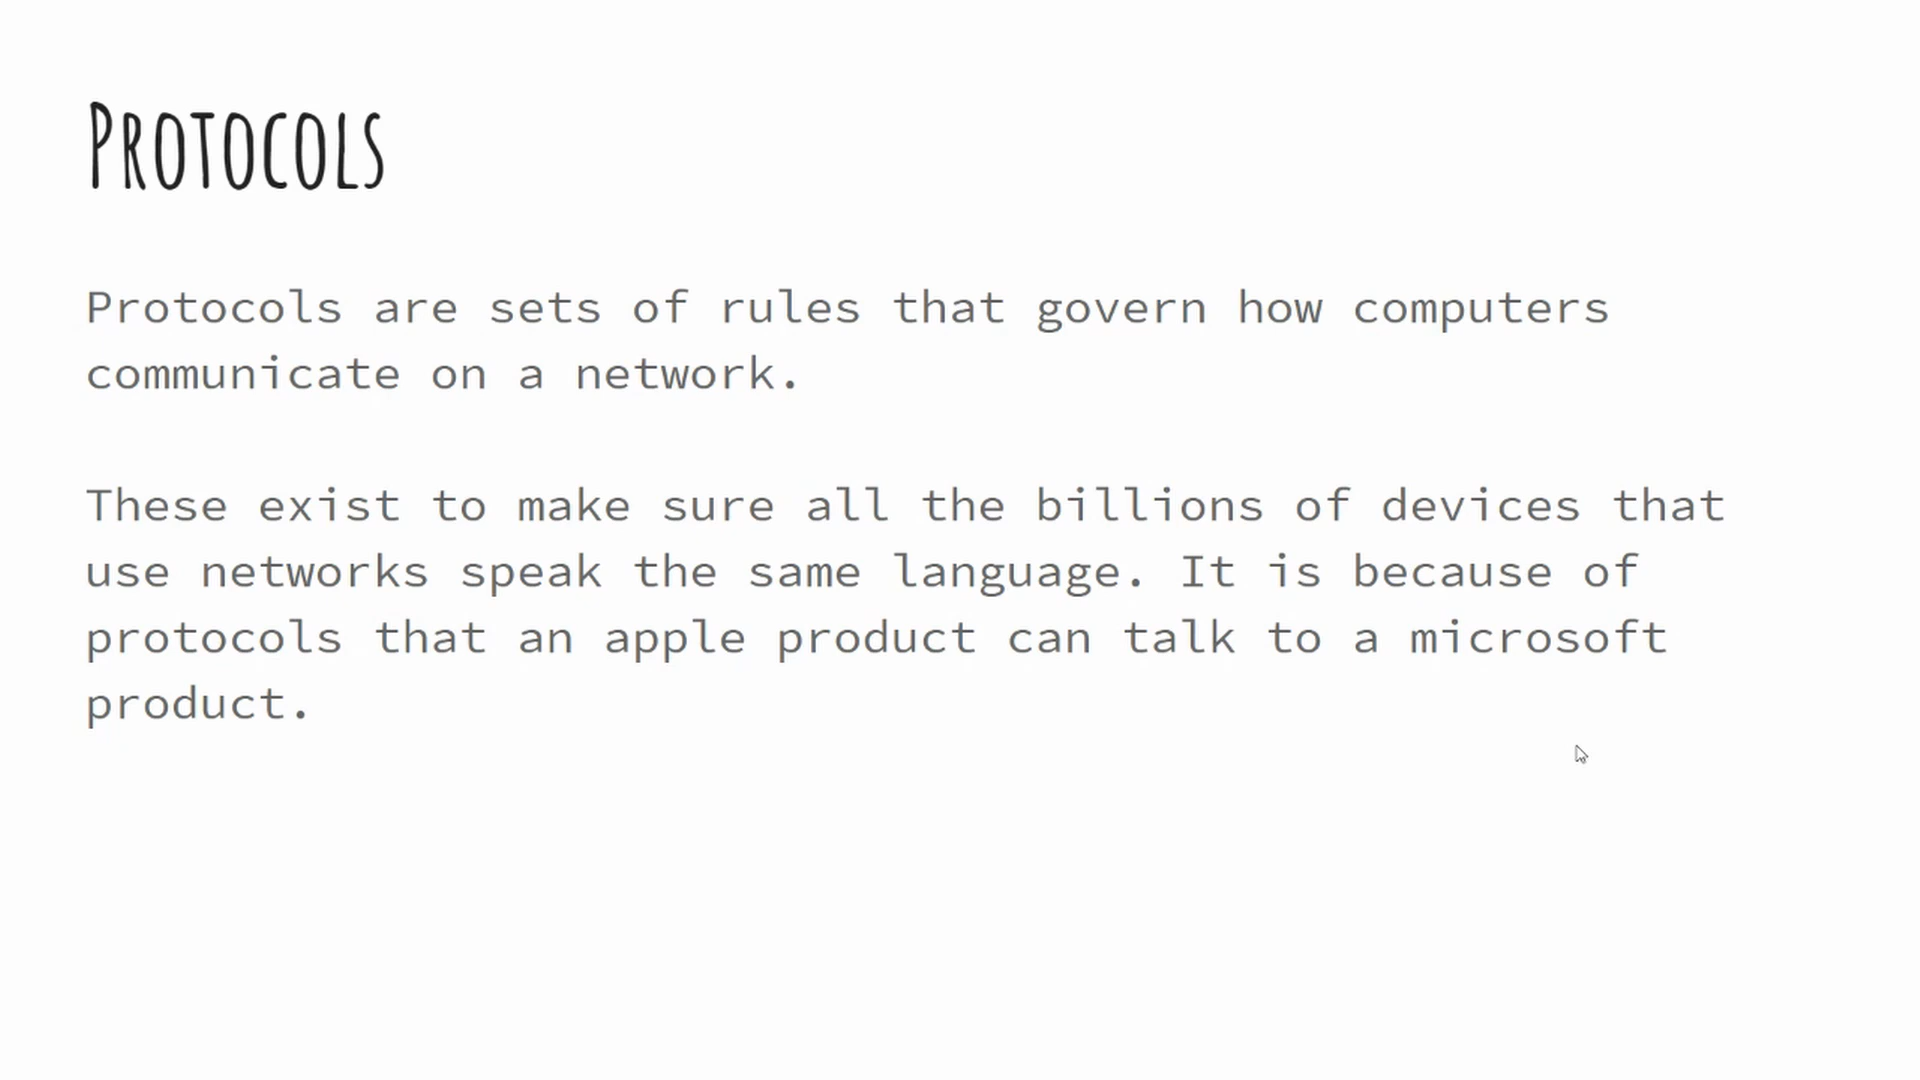 Protocols
Protocols are sets of rules that govern how computers
communicate on a network.
These exist to make sure all the billions of devices that
use networks speak the same language. It is because of
protocols that an apple product can talk to a microsoft
product.